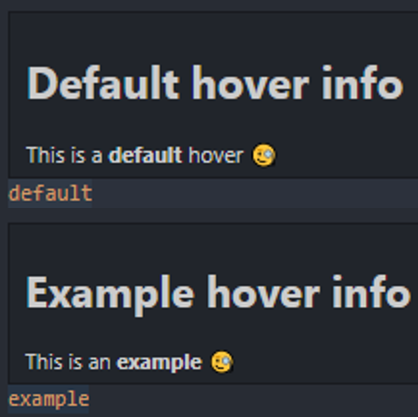 Default hover info
This is a default hover 🧐
default
Example hover info
This is an example 🧐
example